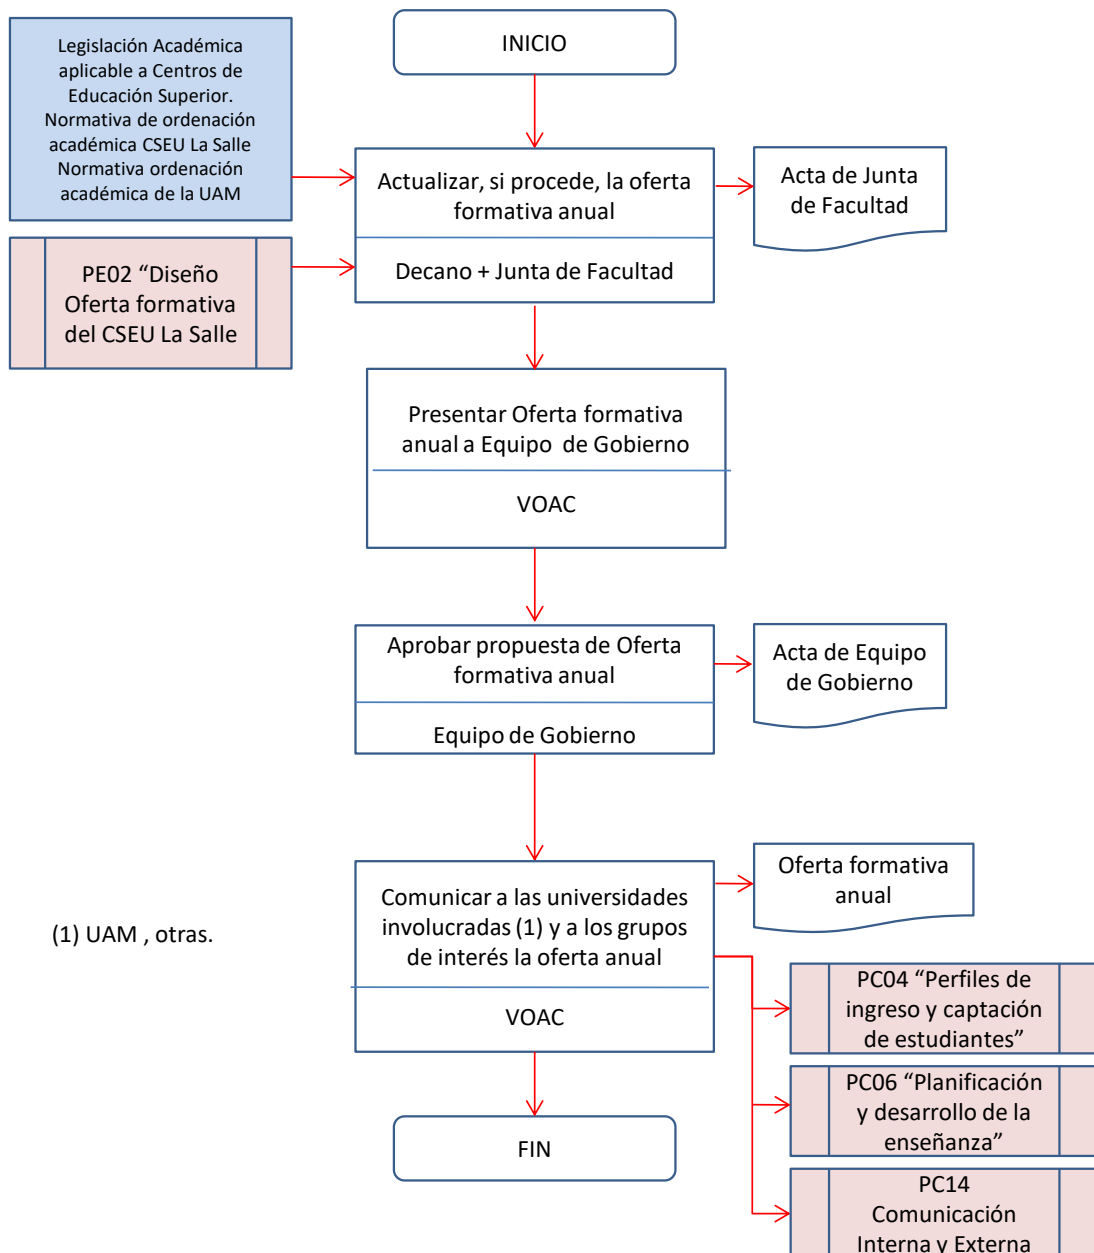 INICIO
Legislación Académica
aplicable a Centros de
Educación Superior.
Normativa de ordenación
académica CSEU La Salle
Normativa ordenación
académica de la UAM
Actualizar, si procede, la oferta
formativa anual
Decano + Junta de Facultad
Acta de Junta
de Facultad
PE02 “Diseño
Oferta formativa
del CSEU La Salle
Presentar Oferta formativa
anual a Equipo de Gobierno
VOAC
Aprobar propuesta de Oferta
formativa anual
Equipo de Gobierno
Acta de Equipo
de Gobierno
Comunicar a las universidades
involucradas (1) y a los grupos
de interés la oferta anual
VOAC
Oferta formativa
anual
(1) UAM , otras.
PC04 “Perfiles de
ingreso y captación
de estudiantes”
PC06 “Planificación
y desarrollo de la
enseñanza”
FIN
PC14
Comunicación
Interna y Externa